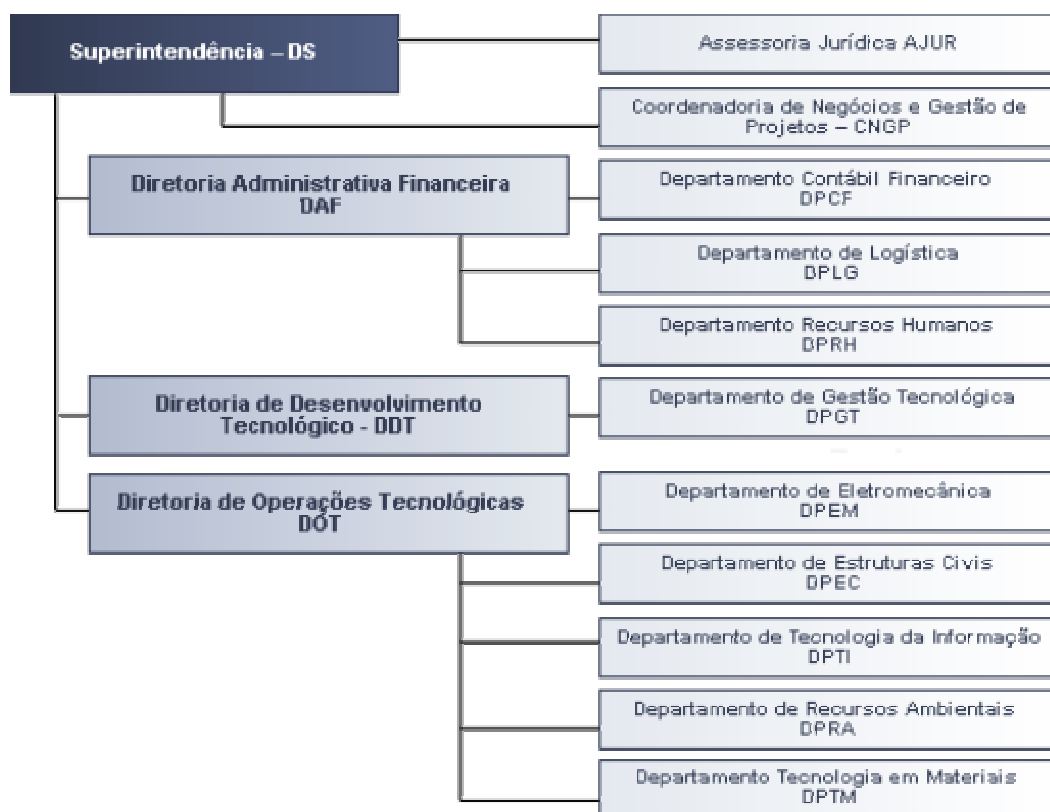 Superintendência – DS
Assessoria Jurídica AJUR
Coordenadoria de Negócios e Gestão de
Projetos – CNGP
Diretoria Administrativa Financeira
DAF
Departamento Contábil Financeiro
DPCF
Departamento de Logística
DPLG
Departamento Recursos Humanos
DPRH
Diretoria de Desenvolvimento
Tecnológico - DDT
Departamento de Gestão Tecnológica
DPGT
Diretoria de Operações Tecnológicas
DOT
Departamento de Eletromecânica
DPEM
Departamento de Estruturas Civis
DPEC
Departamento de Tecnologia da Informação
DPTI
Departamento de Recursos Ambientais
DPRA
Departamento Tecnologia em Materiais
DPTM